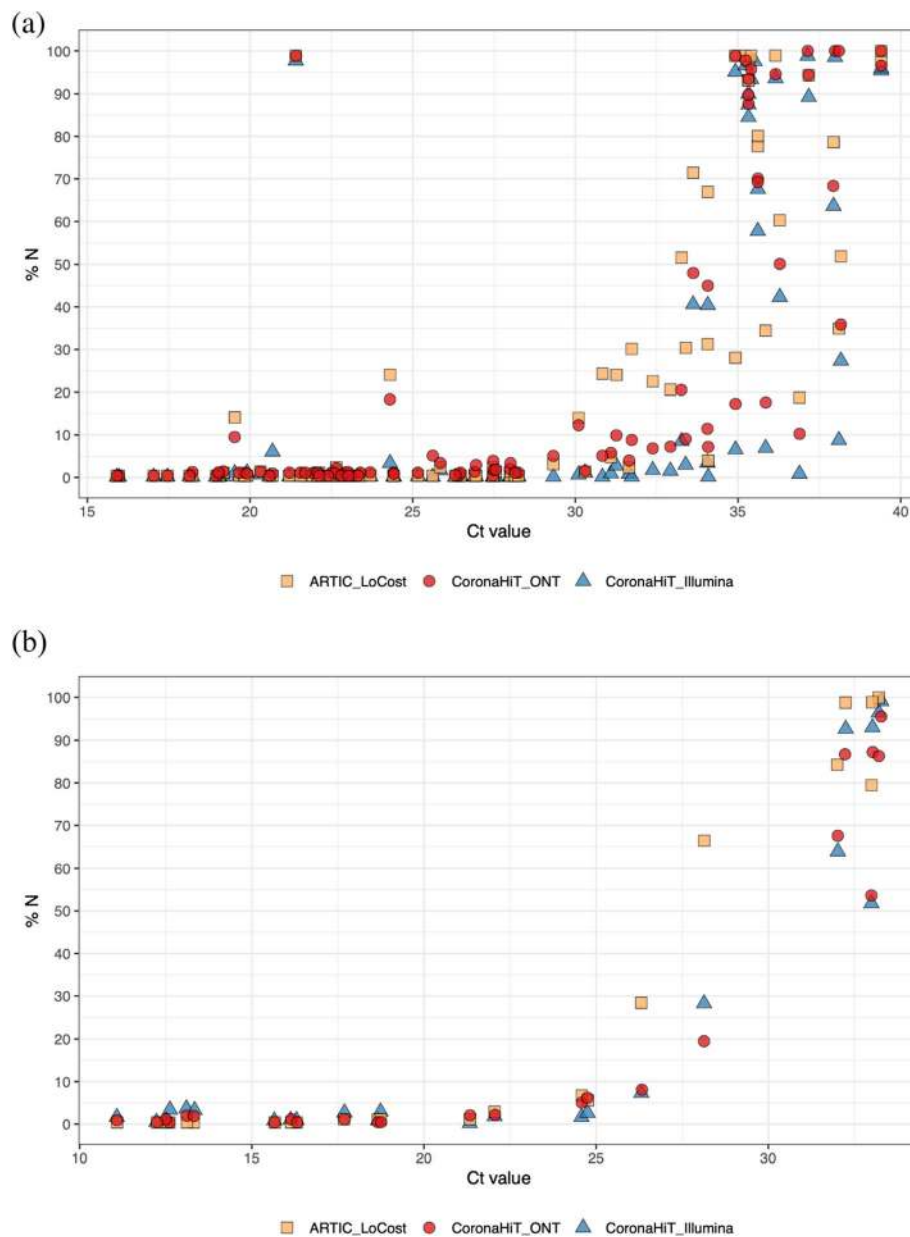 (a)
100
90
80
70
60
50
40
30
20
10
0
% N
15 20 25 30 35 40
Ct value
ARTIC_LoCost CoronaHiT_ONT CoronaHiT_Illumina
(b)
100
90
80
70
60
50
40
30
20
10
0
% N
10 15 20 25 30
Ct value
ARTIC_LoCost CoronaHiT_ONT CoronaHiT_Illumina